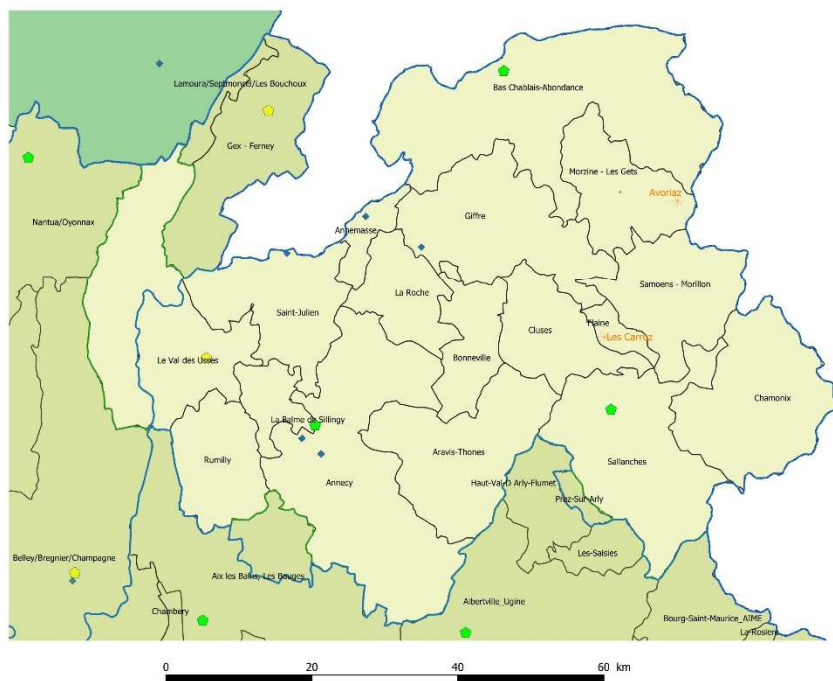 Lamoura/Septmoncel/Les Bouchoux
Bas Chablais-Abondance
Gex - Ferney
Morzine - Les Gets
Avoriaz
Nantua/Oyonnax
Giffre
Annemasse
Samoens - Morillon
La Roche
Saint-Julien
Flaine
Cluses
Les Carroz
Le Val des Usses
Bonneville
Chamonix
La Balme de Sillingy
Aravis-Thones
Rumilly
Sallanches
Annecy
Haut-Val-D Arly-Flumet
Praz-Sur-Arly
Les-Saisies
Belley/Bregnier/Champagne
Aix les Bains, Les Bauges
Albertville_Ugine
Chambery
Bourg-Saint-Maurice_AIME
La Rosiere
0 20 40 60 km